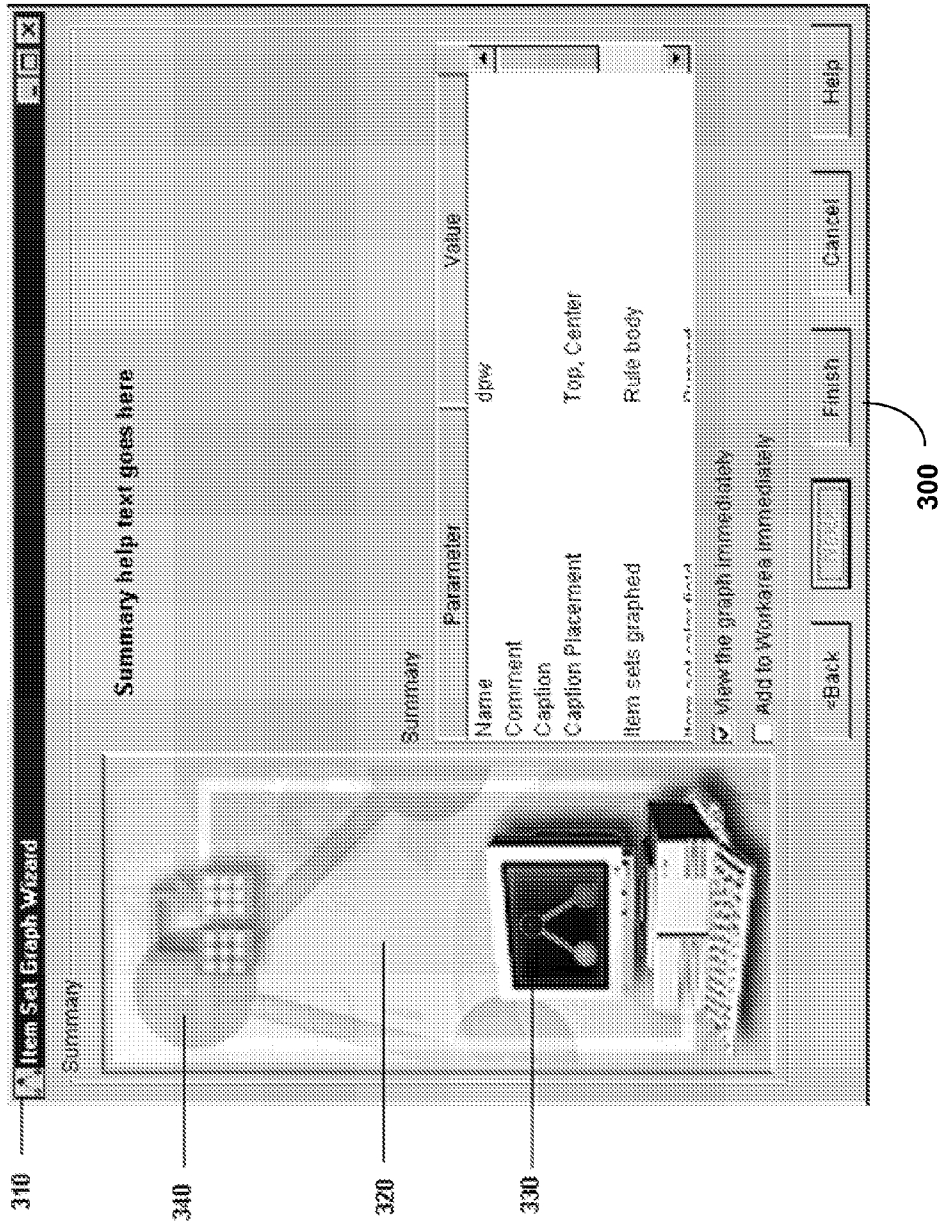 Item Set Graph Wizard
Summary
Summary help text goes here
Summary
Parameter Value
Name dpw
Comment
Caption
Caption Placement Top, Center
Item sets graphed Rule body
View the graph immediately
Add to Workarea immediately
<Back
Finish
Cancel
Help
310
340
320
330
300